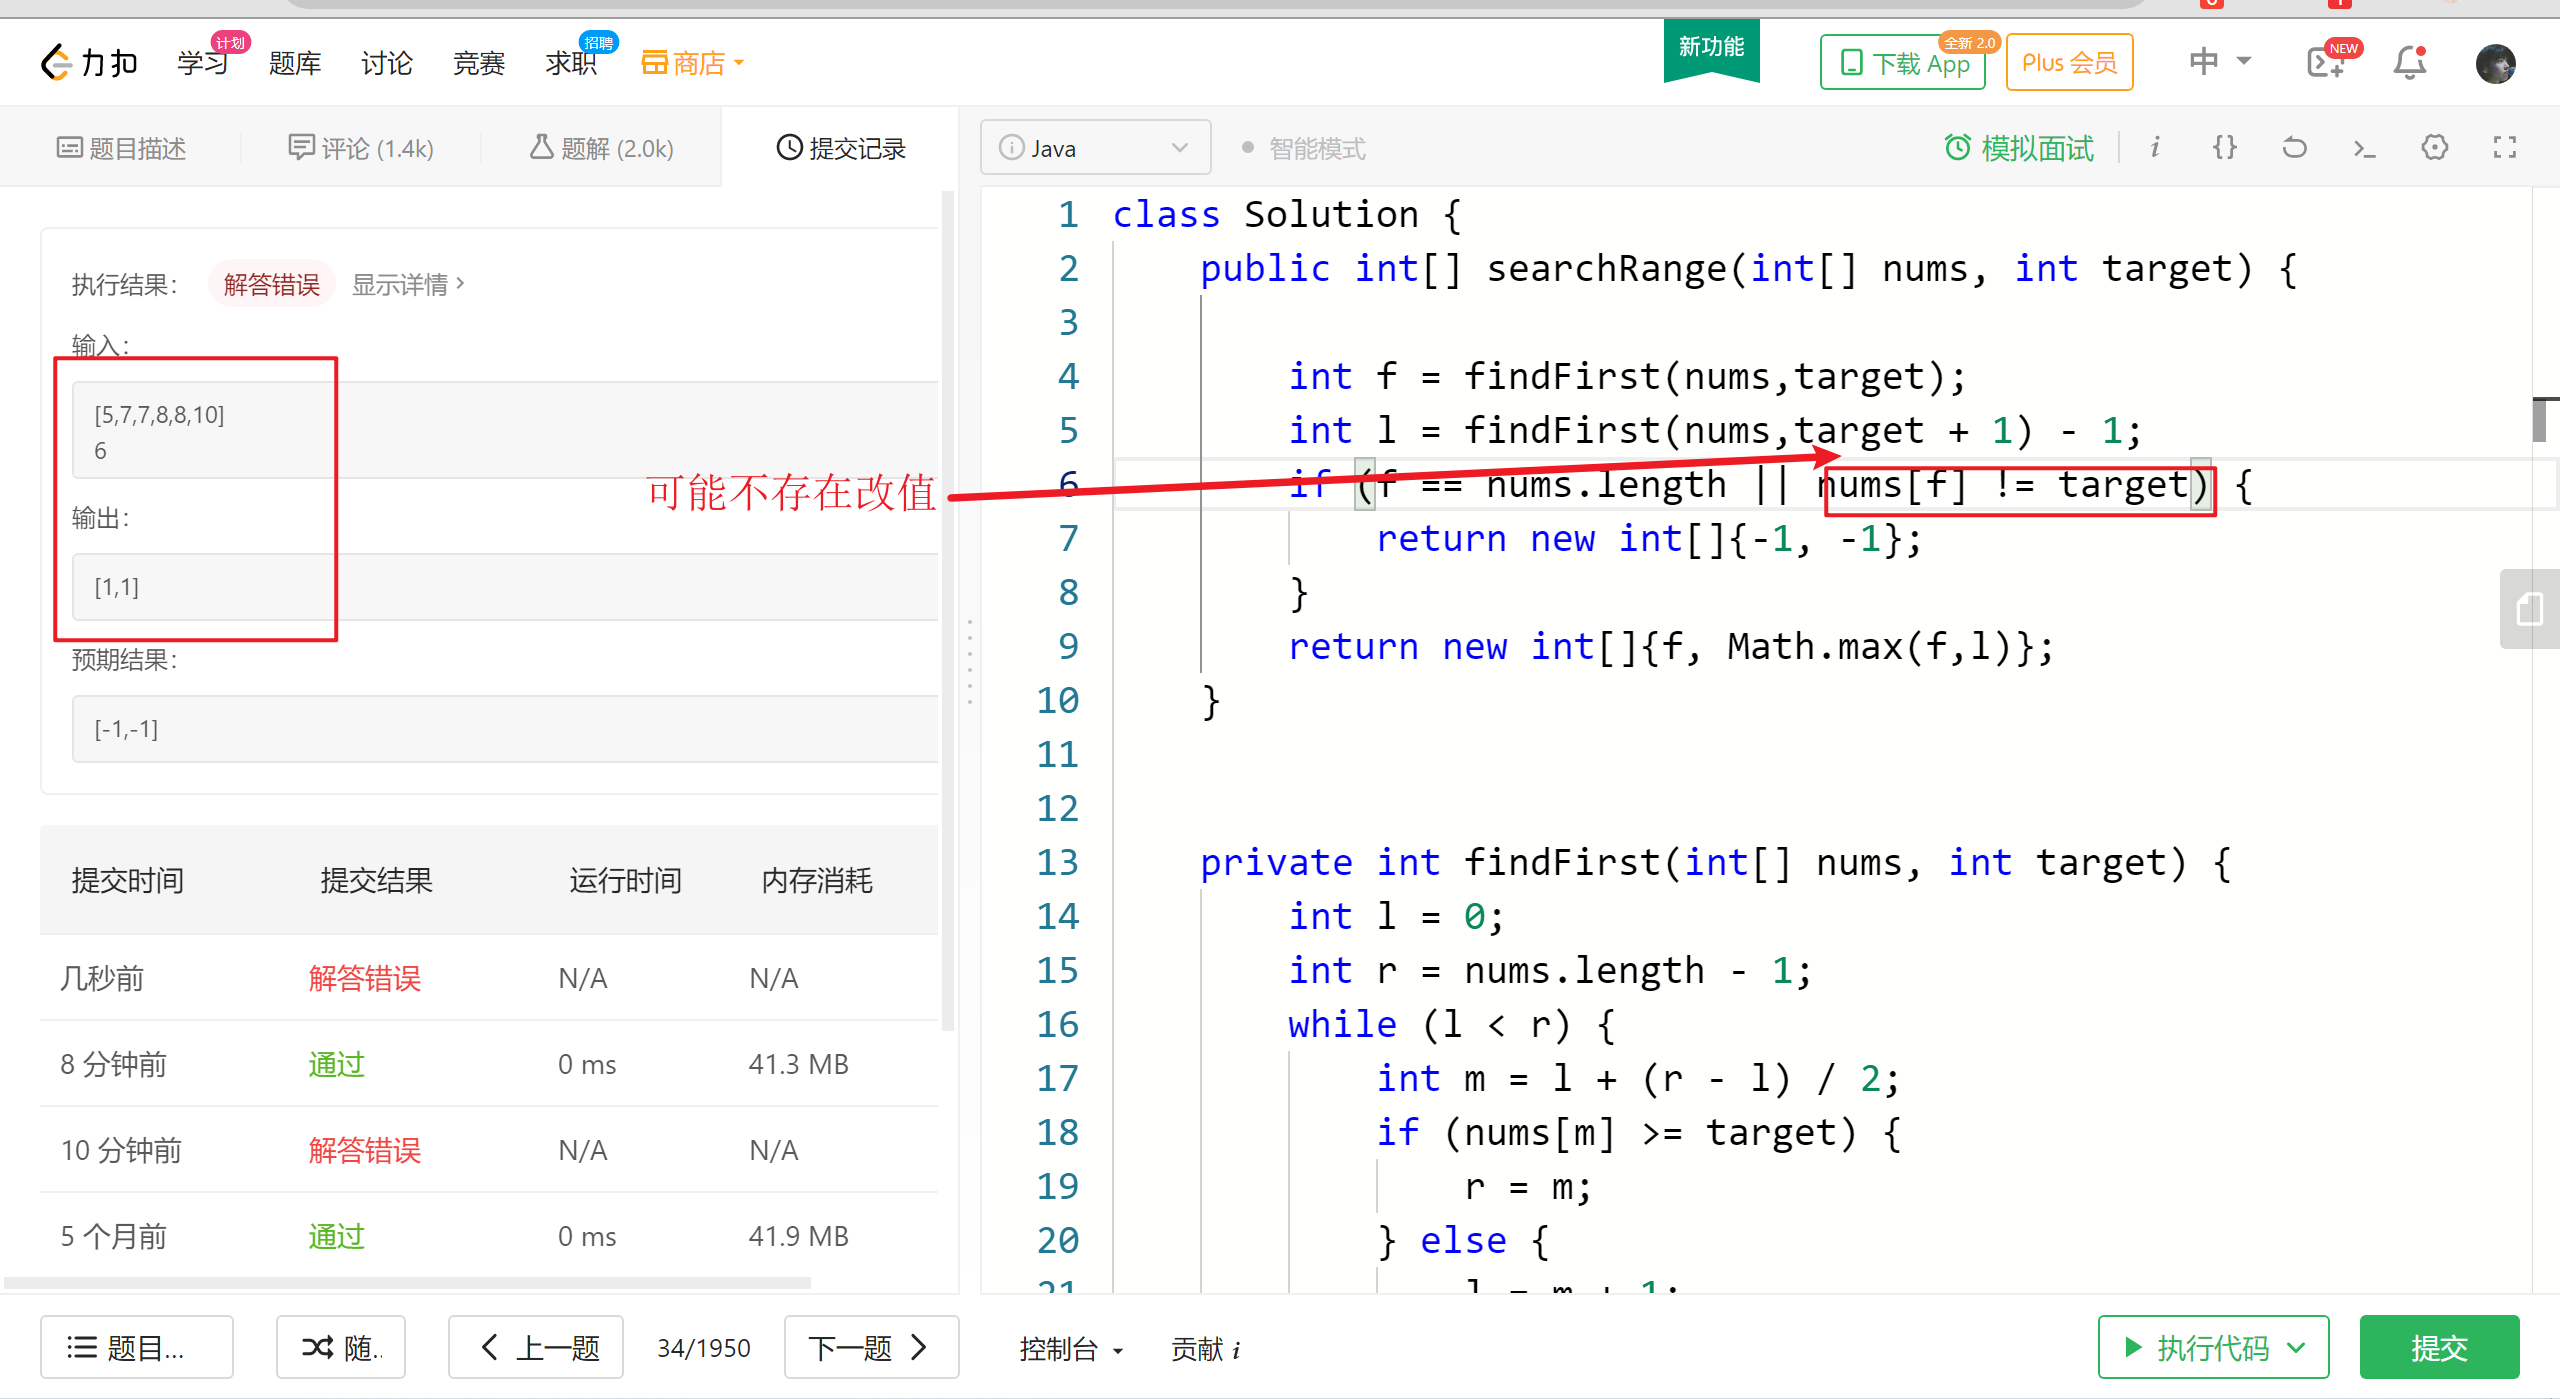 力扣
学习 计划
题库
讨论
竞赛
求职 招聘
商店
新功能
下载 App 全新 2.0
Plus 会员
中
NEW
题目描述
评论 (1.4k)
题解 (2.0k)
提交记录
执行结果：
解答错误
显示详情 ›
输入：
[5,7,7,8,8,10]
6
输出：
[1,1]
预期结果：
[-1,-1]
可能不存在改值
提交时间 提交结果 运行时间 内存消耗
几秒前 解答错误 N/A N/A
8 分钟前 通过 0 ms 41.3 MB
10 分钟前 解答错误 N/A N/A
5 个月前 通过 0 ms 41.9 MB
题目...
随..
上一题
34/1950
下一题
Java
智能模式
模拟面试
i {}
1 class Solution {
2 public int[] searchRange(int[] nums, int target) {
3
4 int f = findFirst(nums,target);
5 int l = findFirst(nums,target + 1) - 1;
6 if (f == nums.length || nums[f] != target) {
7 return new int[]{-1, -1};
8 }
9 return new int[]{f, Math.max(f,l)};
10 }
11
12
13 private int findFirst(int[] nums, int target) {
14 int l = 0;
15 int r = nums.length - 1;
16 while (l < r) {
17 int m = l + (r - l) / 2;
18 if (nums[m] >= target) {
19 r = m;
20 } else {
21 l = m + 1;
控制台
贡献 i
执行代码
提交